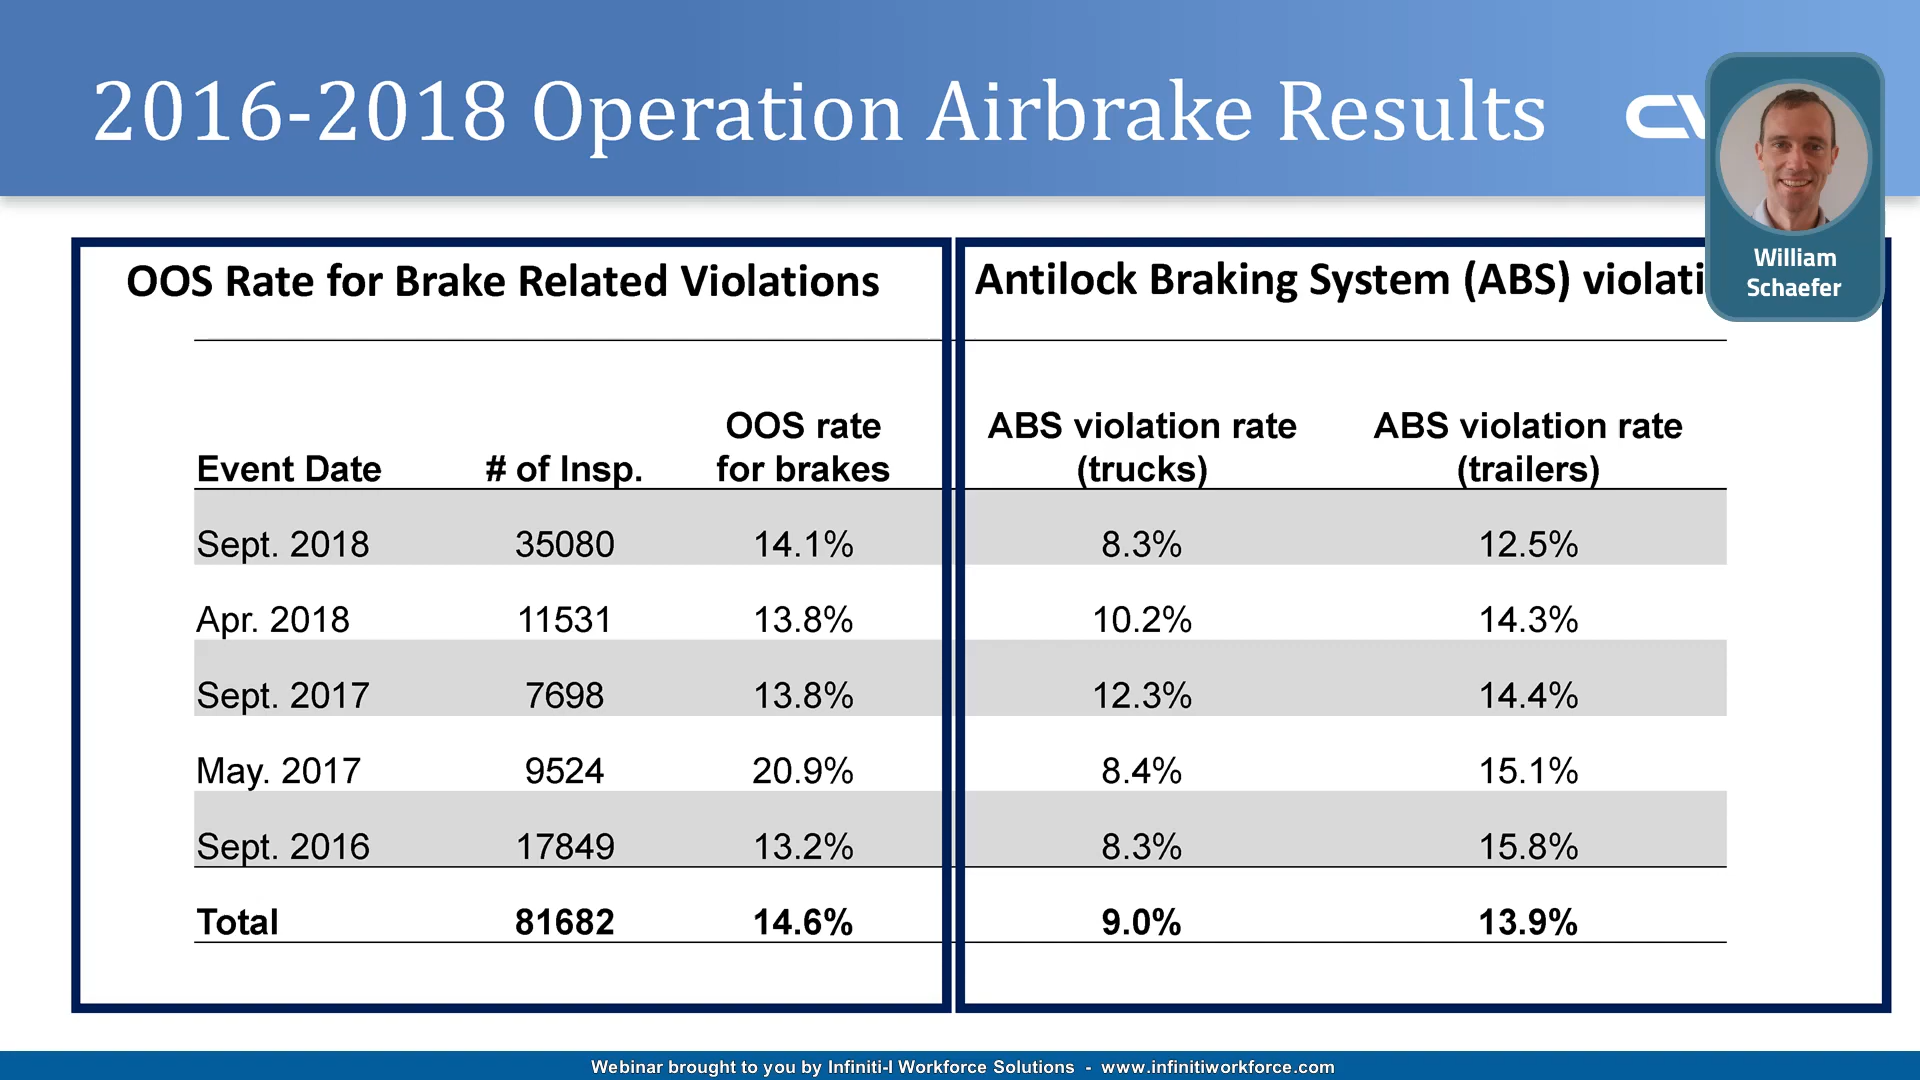 2016-2018 Operation Airbrake Results
William
Schaefer
OOS Rate for Brake Related Violations
Antilock Braking System (ABS)
Event Date # of Insp. OOS rate for brakes ABS violation rate (trucks) ABS violation rate (trailers)
Sept. 2018 35080 14.1% 8.3% 12.5%
Apr. 2018 11531 13.8% 10.2% 14.3%
Sept. 2017 7698 13.8% 12.3% 14.4%
May. 2017 9524 20.9% 8.4% 15.1%
Sept. 2016 17849 13.2% 8.3% 15.8%
Total 81682 14.6% 9.0% 13.9%
Webinar brought to you by Infiniti-I Workforce Solutions - www.infinitiworkforce.com